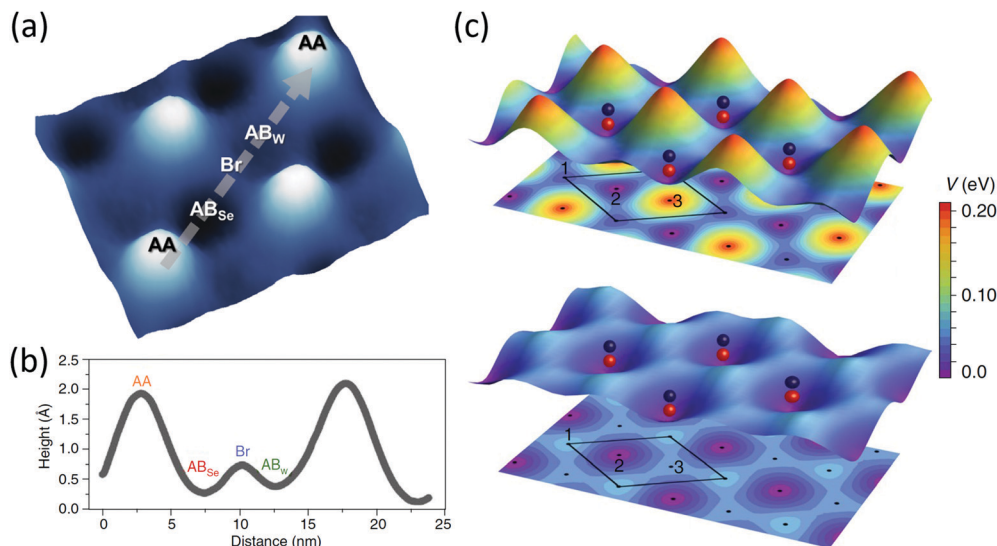 (a)
AA
AB_W
Br
AB_Se
AA
(b)
Height (Å)
2.5
2.0
1.5
1.0
0.5
0.0
AA
AB_Se
Br
AB_W
0
5
10
15
20
25
Distance (nm)
(c)
1
2
3
1
2
3
V (eV)
0.20
0.10
0.0